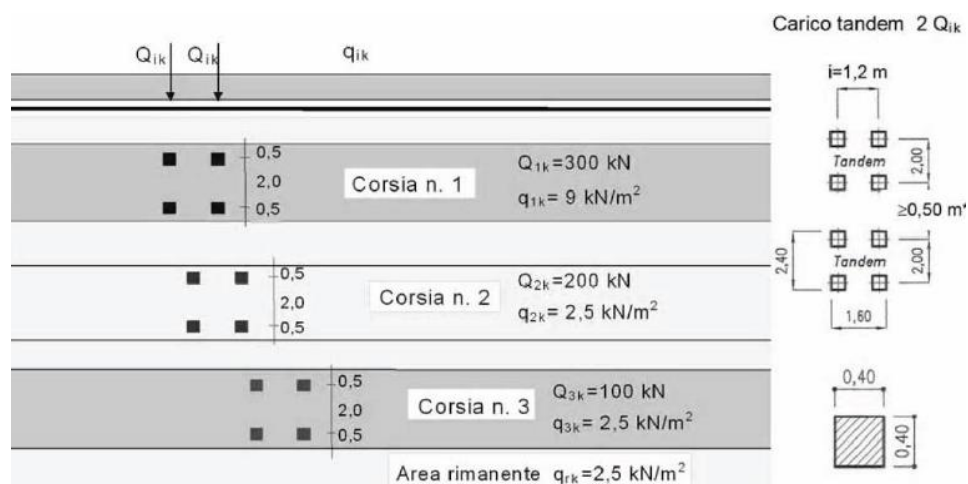 Carico tandem 2 Qik
Qik Qik qik
i=1,2 m
0,5
2,0
0,5
Corsia n. 1
Q1k=300 kN
q1k= 9 kN/m²
Tandem
2,00
≥0,50 m*
0,5
2,0
0,5
Corsia n. 2
Q2k=200 kN
q2k= 2,5 kN/m²
2,40
Tandem
2,00
1,60
0,5
2,0
0,5
Corsia n. 3
Q3k=100 kN
q3k= 2,5 kN/m²
0,40
0,40
Area rimanente qrk=2,5 kN/m²